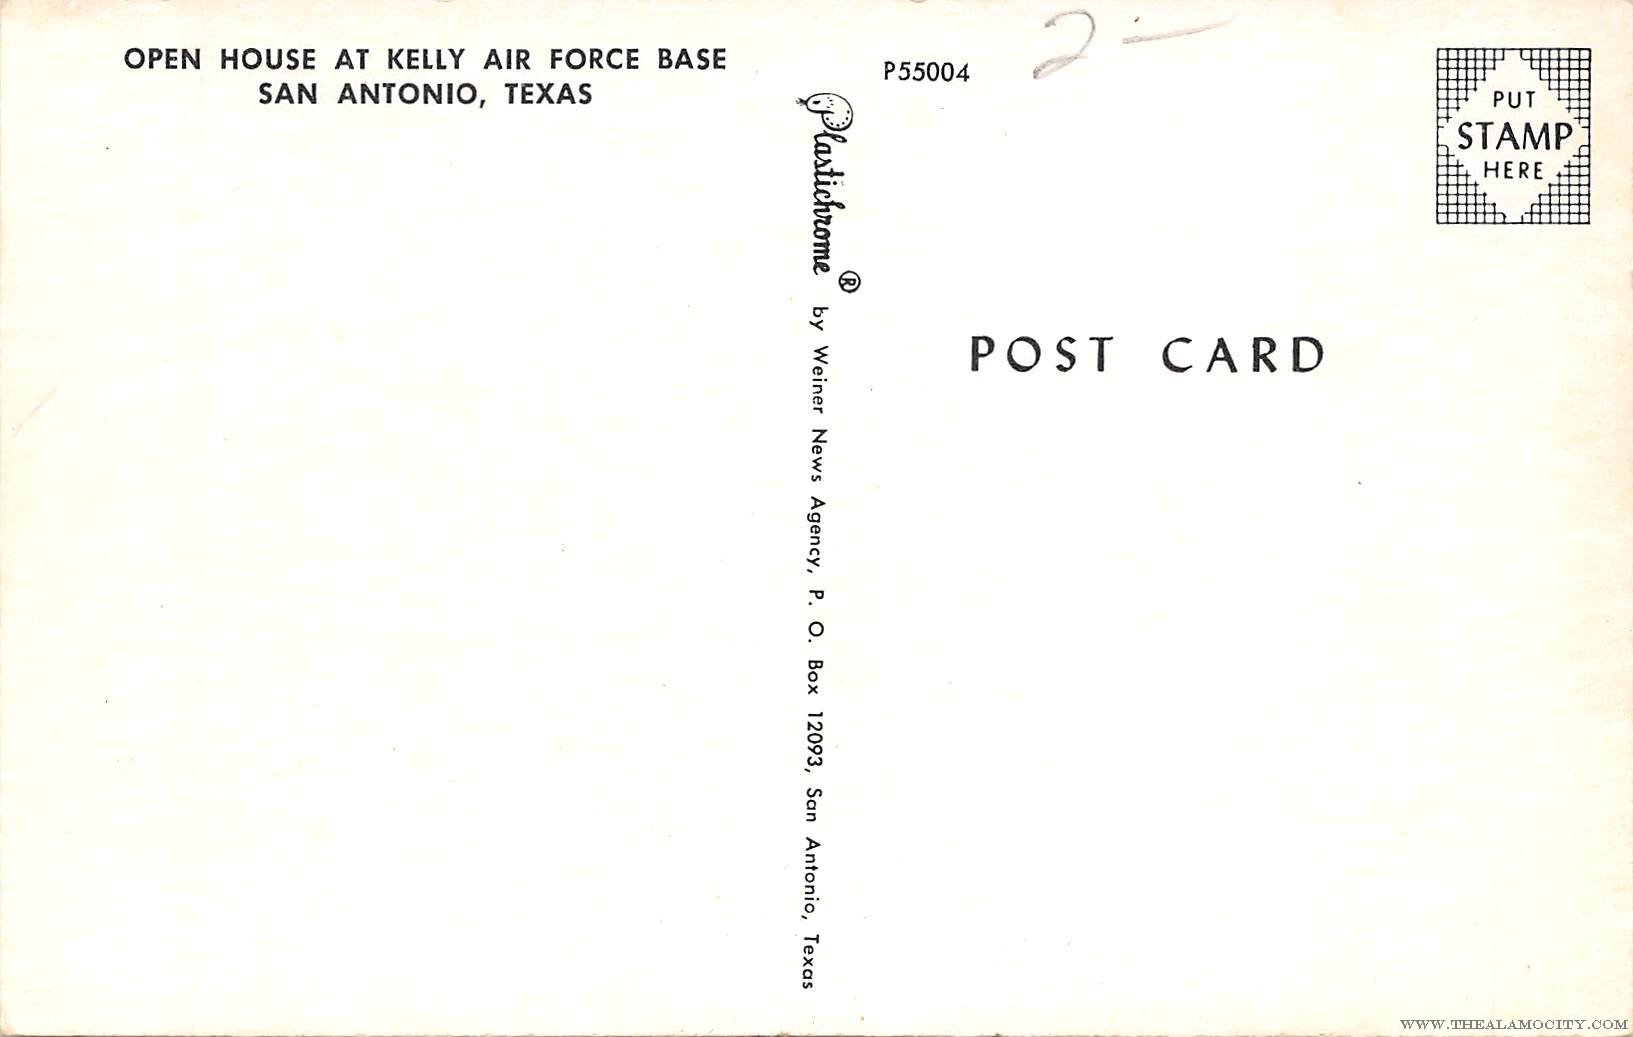 OPEN HOUSE AT KELLY AIR FORCE BASE
SAN ANTONIO, TEXAS
Plastichrome ® by Weiner News Agency, P. O. Box 12093, San Antonio, Texas
P55004
2-
PUT
STAMP
HERE
POST CARD
WWW.THEALAMOCITY.COM